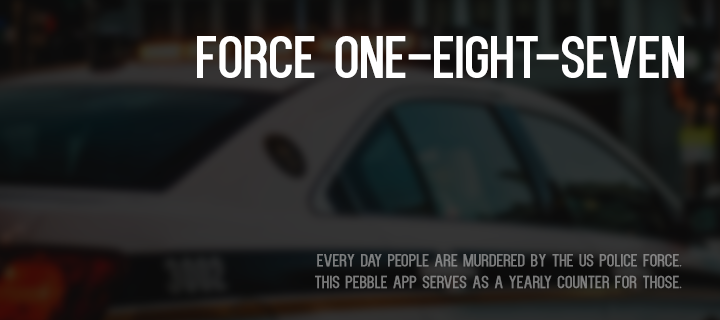 FORCE ONE-EIGHT-SEVEN
EVERY DAY PEOPLE ARE MURDERED BY THE US POLICE FORCE.
THIS PEBBLE APP SERVES AS A YEARLY COUNTER FOR THOSE.